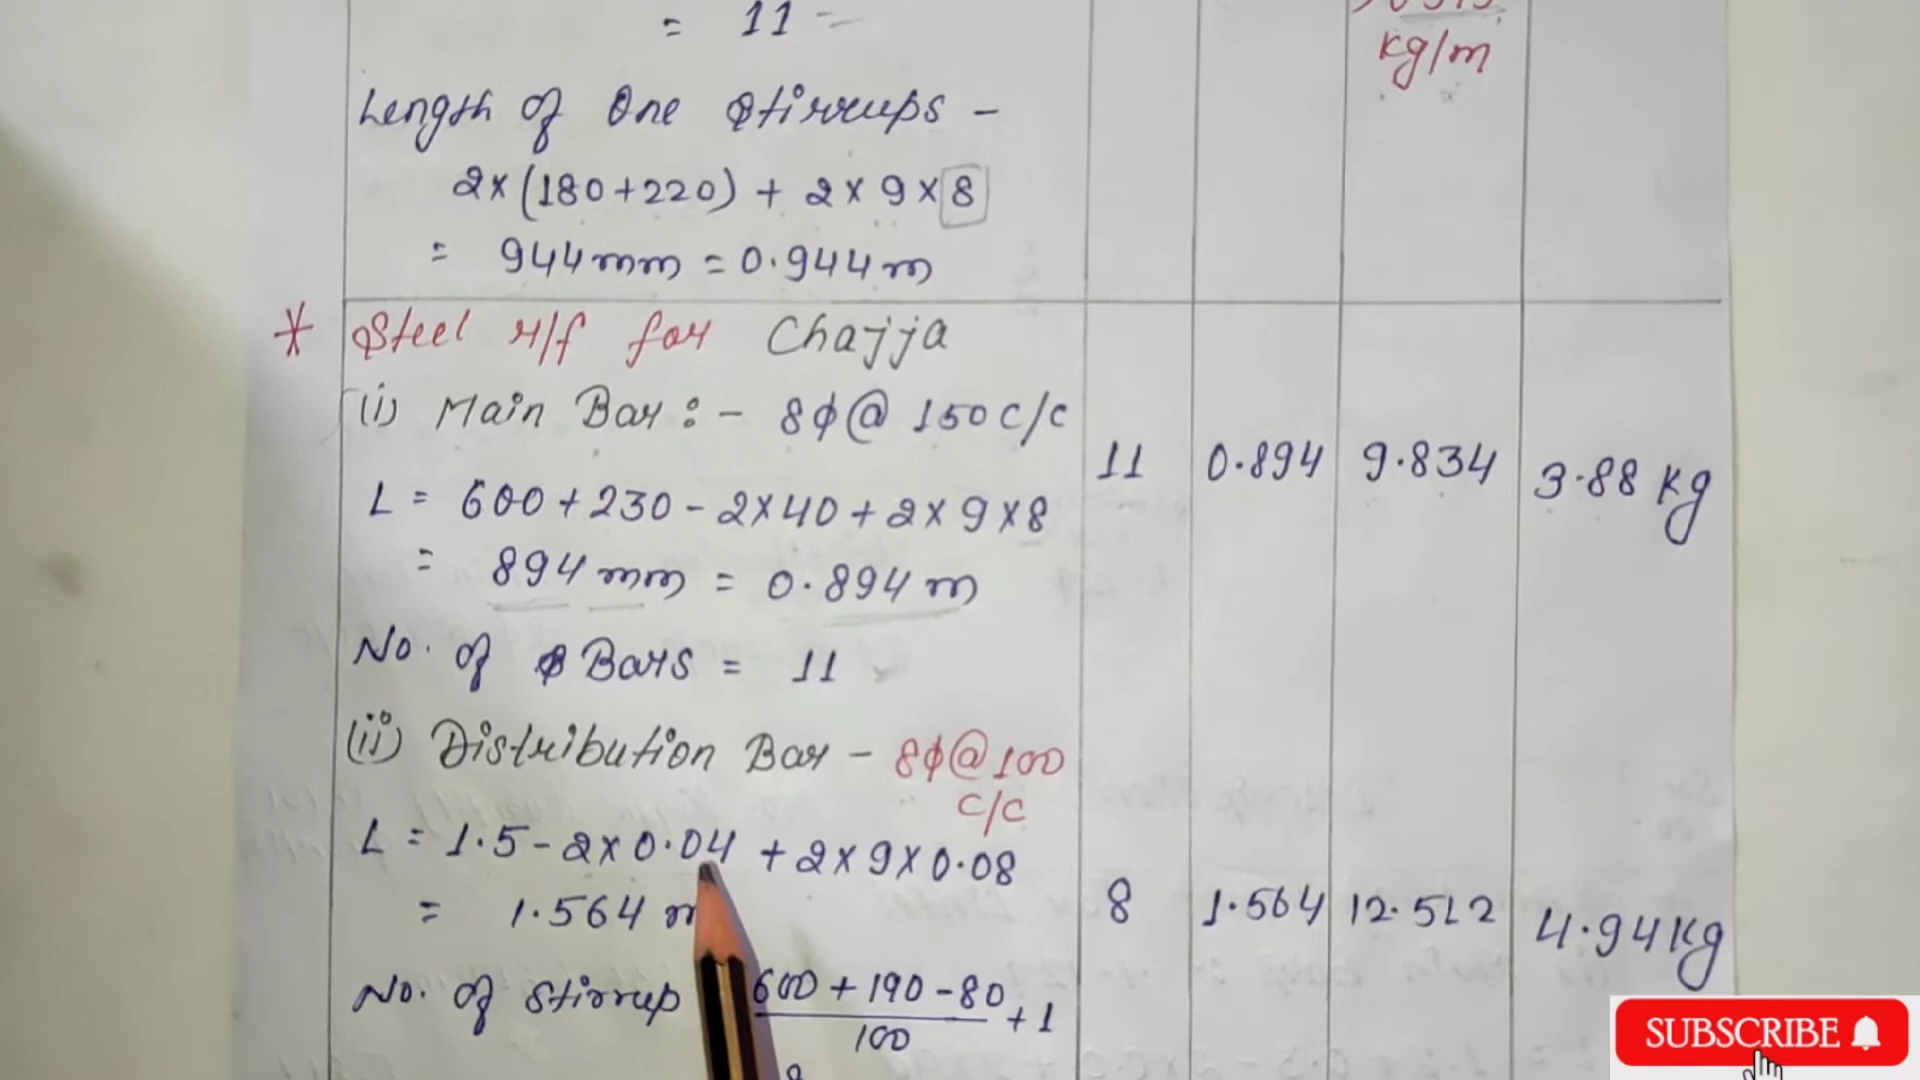 = 11
kg/m
Length of One Stirrups -
2×(180+220) + 2×9×8
= 944mm = 0.944m
* Steel r/f for Chajja
(i) Main Bar:- 8ϕ@ 150 C/C
11 0.894 9.834 3.88 kg
L = 600+230-2×40+2×9×8
= 894 mm = 0.894 m
No. of Bars = 11
(ii) Distribution Bar - 8ϕ@100
C/C
L = 1.5-2×0.04 +2×9×0.08
= 1.564 m
8 1.564 12.512 4.94 kg
No. of Stirrup 600+190-80
100
+1
SUBSCRIBE